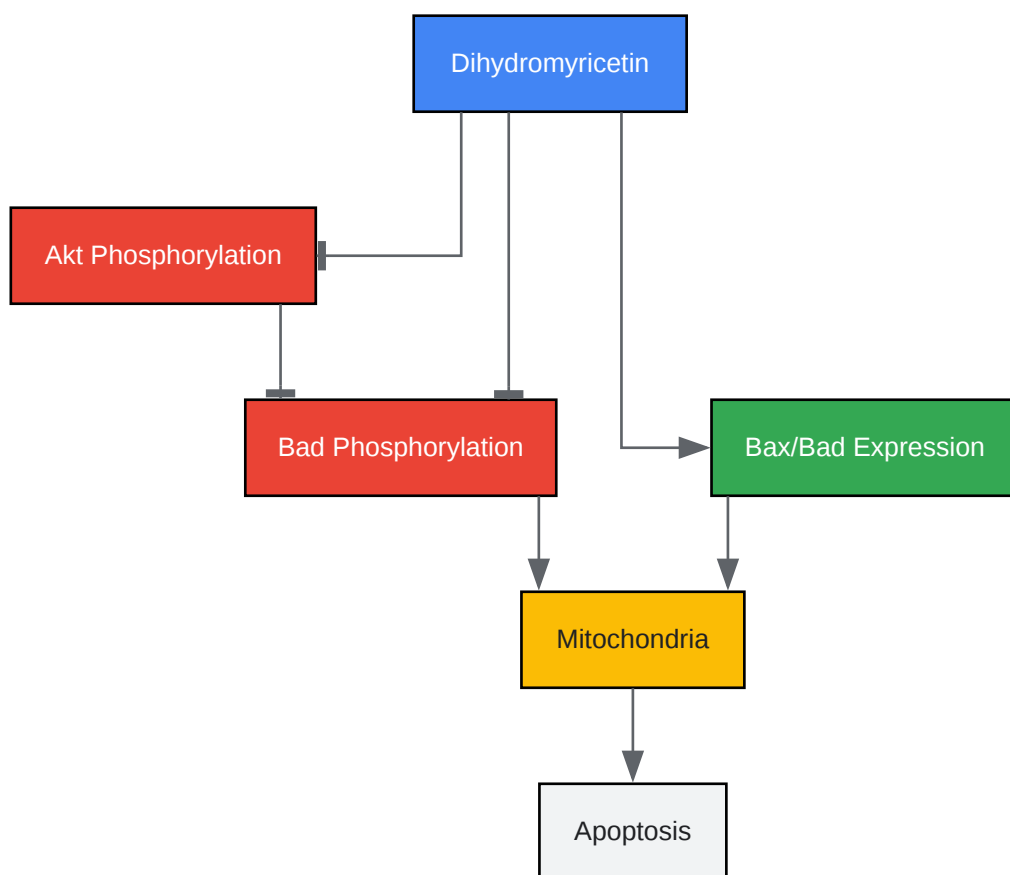 Dihydromyricetin
Akt Phosphorylation
Bad Phosphorylation
Bax/Bad Expression
Mitochondria
Apoptosis